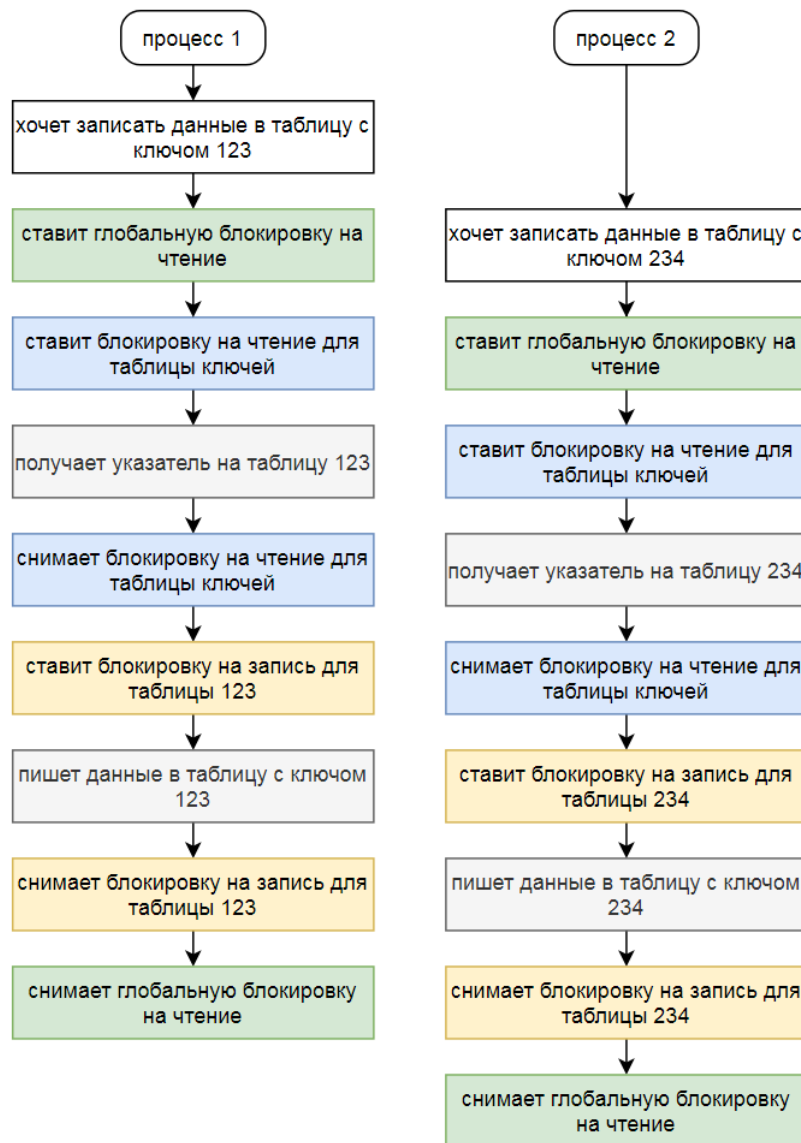 процесс 1
хочет записать данные в таблицу с
ключом 123
ставит глобальную блокировку на
чтение
ставит блокировку на чтение для
таблицы ключей
получает указатель на таблицу 123
снимает блокировку на чтение для
таблицы ключей
ставит блокировку на запись для
таблицы 123
пишет данные в таблицу с ключом
123
снимает блокировку на запись для
таблицы 123
снимает глобальную блокировку
на чтение
процесс 2
хочет записать данные в таблицу с
ключом 234
ставит глобальную блокировку на
чтение
ставит блокировку на чтение для
таблицы ключей
получает указатель на таблицу 234
снимает блокировку на чтение для
таблицы ключей
ставит блокировку на запись для
таблицы 234
пишет данные в таблицу с ключом
234
снимает блокировку на запись для
таблицы 234
снимает глобальную блокировку
на чтение